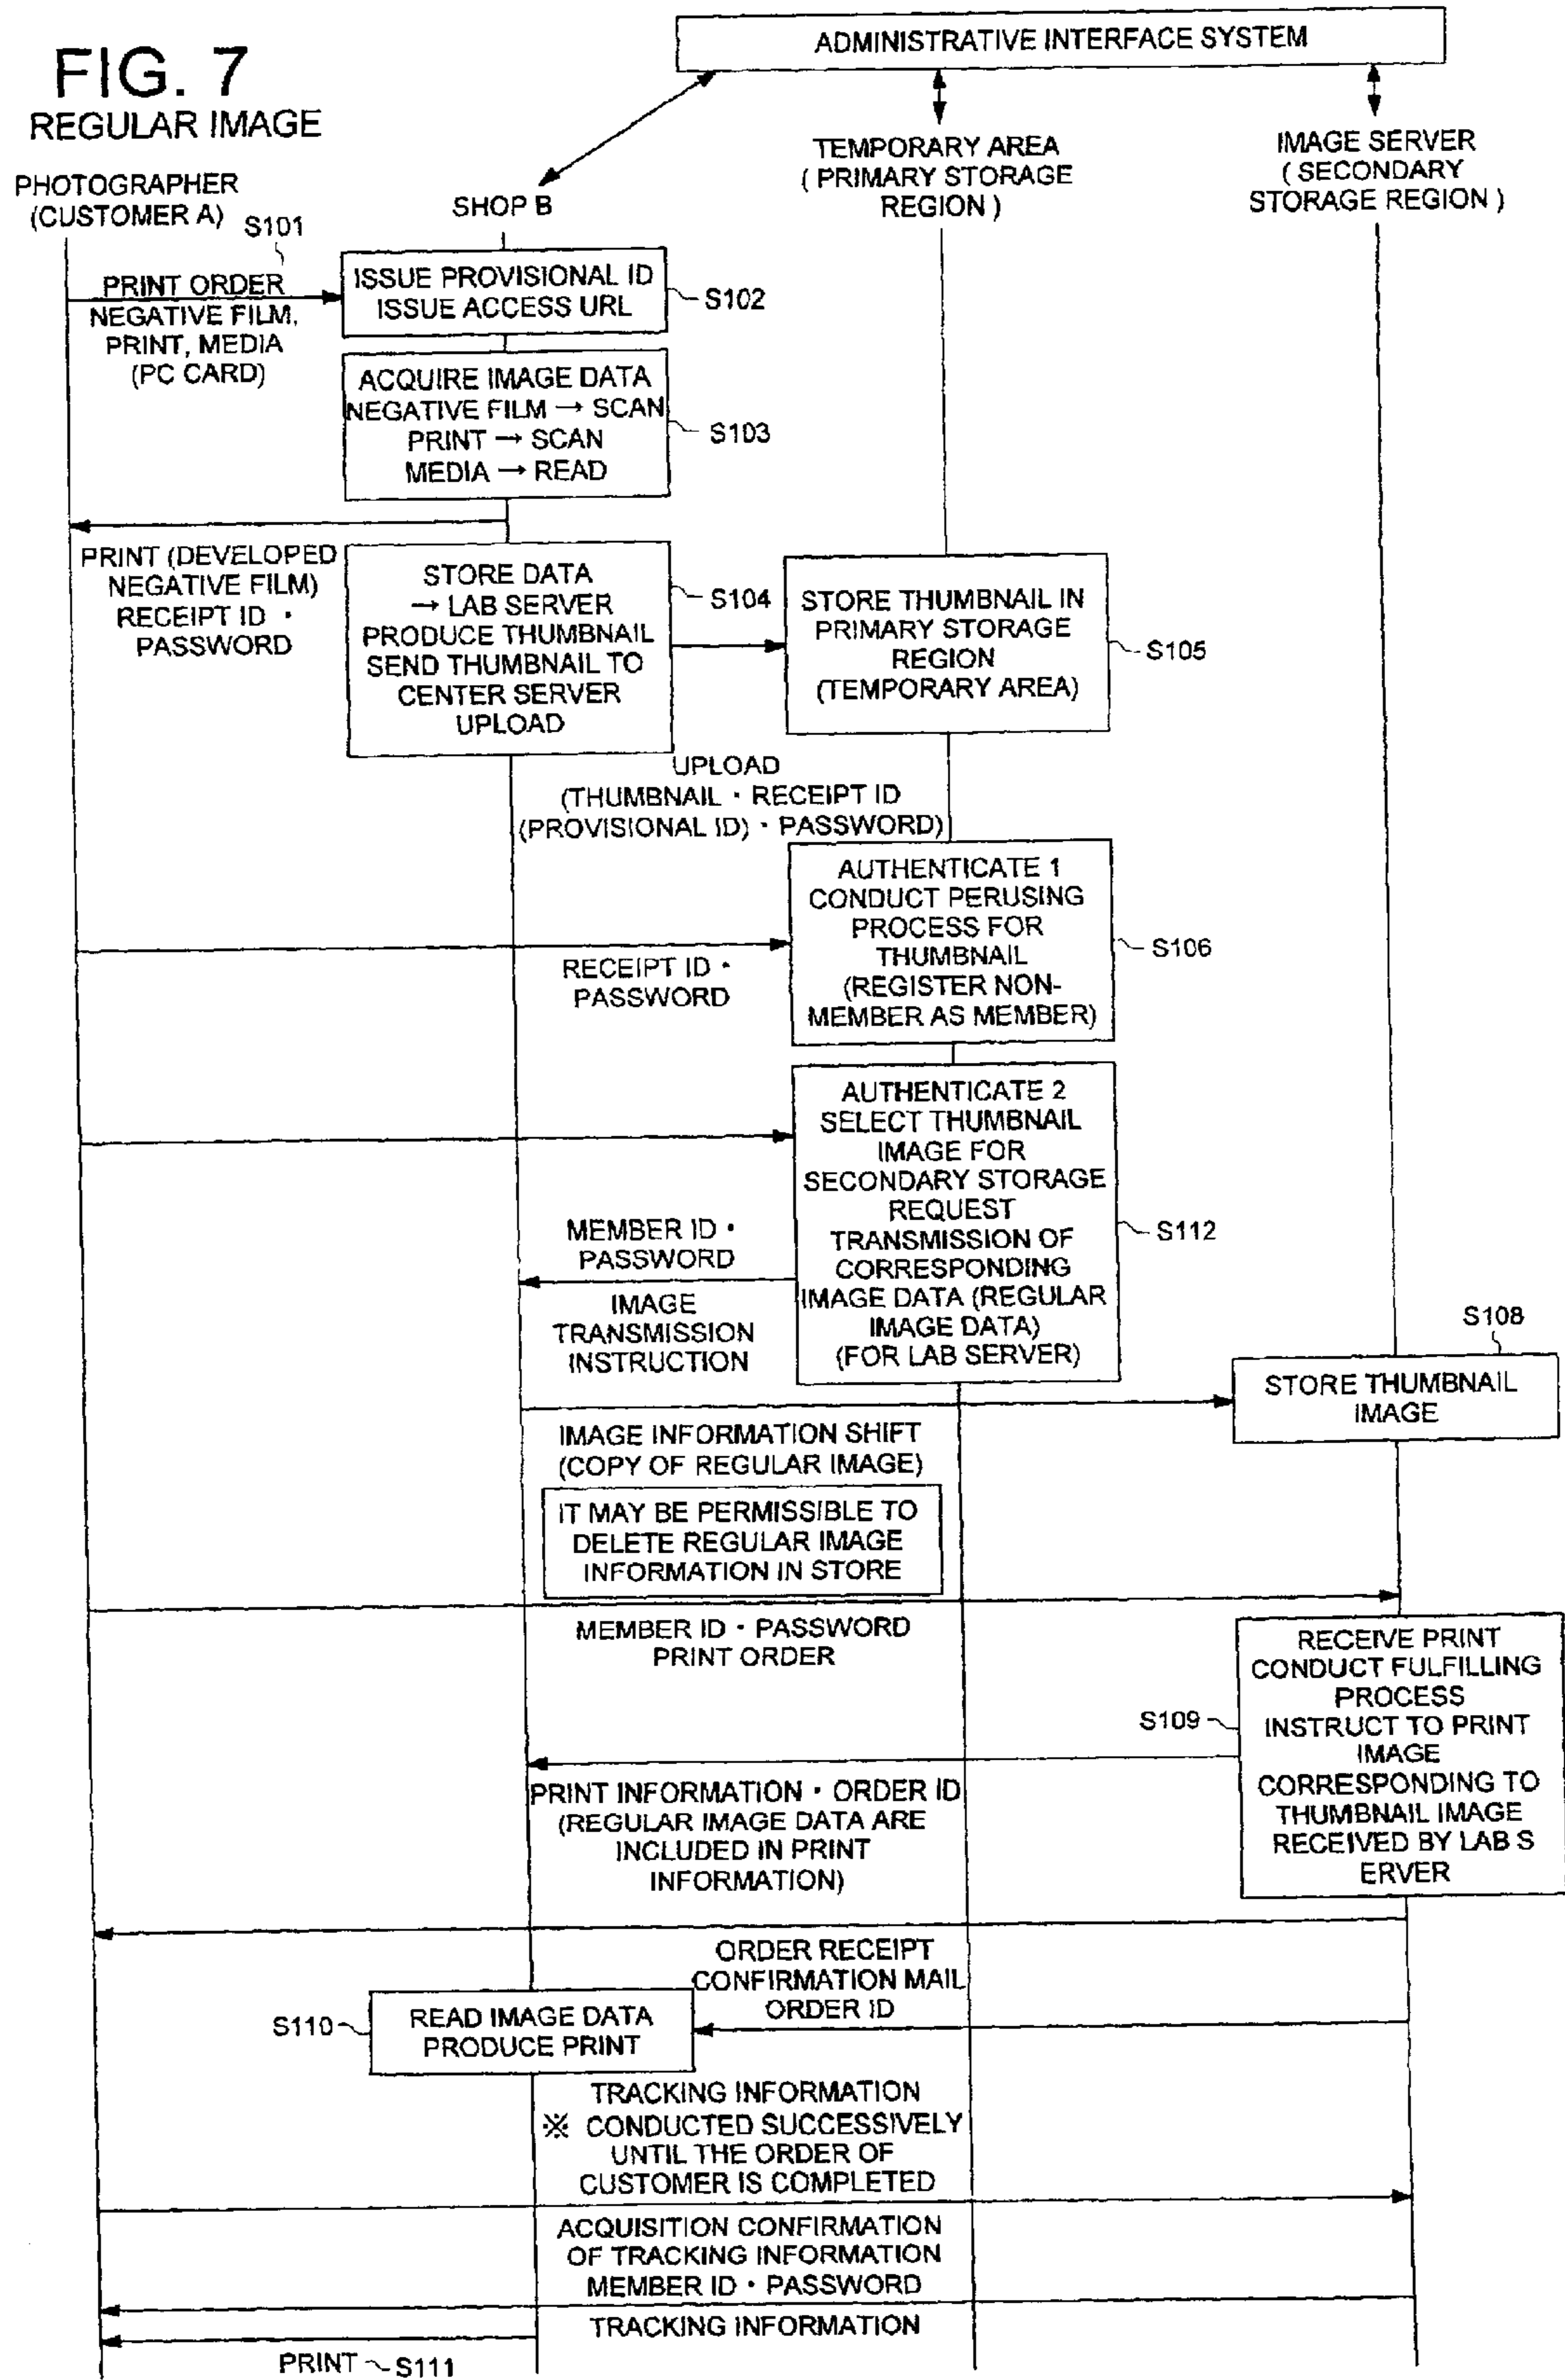 FIG. 7
REGULAR IMAGE
ADMINISTRATIVE INTERFACE SYSTEM
PHOTOGRAPHER
(CUSTOMER A)
SHOP B
TEMPORARY AREA
( PRIMARY STORAGE
REGION )
IMAGE SERVER
( SECONDARY
STORAGE REGION )
S101
PRINT ORDER
NEGATIVE FILM,
PRINT, MEDIA
(PC CARD)
ISSUE PROVISIONAL ID
ISSUE ACCESS URL
S102
ACQUIRE IMAGE DATA
NEGATIVE FILM → SCAN
PRINT → SCAN
MEDIA → READ
S103
PRINT (DEVELOPED
NEGATIVE FILM)
RECEIPT ID ・
PASSWORD
STORE DATA
→ LAB SERVER
PRODUCE THUMBNAIL
SEND THUMBNAIL TO
CENTER SERVER
UPLOAD
S104
STORE THUMBNAIL IN
PRIMARY STORAGE
REGION
(TEMPORARY AREA)
S105
UPLOAD
(THUMBNAIL ・ RECEIPT ID
(PROVISIONAL ID) ・ PASSWORD)
AUTHENTICATE 1
CONDUCT PERUSING
PROCESS FOR
THUMBNAIL
(REGISTER NON-
MEMBER AS MEMBER)
S106
RECEIPT ID ・
PASSWORD
AUTHENTICATE 2
SELECT THUMBNAIL
IMAGE FOR
SECONDARY STORAGE
REQUEST
TRANSMISSION OF
CORRESPONDING
IMAGE DATA (REGULAR
IMAGE DATA)
(FOR LAB SERVER)
S112
MEMBER ID ・
PASSWORD
IMAGE
TRANSMISSION
INSTRUCTION
S108
STORE THUMBNAIL
IMAGE
IMAGE INFORMATION SHIFT
(COPY OF REGULAR IMAGE)
IT MAY BE PERMISSIBLE TO
DELETE REGULAR IMAGE
INFORMATION IN STORE
MEMBER ID ・ PASSWORD
PRINT ORDER
RECEIVE PRINT
CONDUCT FULFILLING
PROCESS
INSTRUCT TO PRINT
IMAGE
CORRESPONDING TO
THUMBNAIL IMAGE
RECEIVED BY LAB S
ERVER
S109
PRINT INFORMATION ・ ORDER ID
(REGULAR IMAGE DATA ARE
INCLUDED IN PRINT
INFORMATION)
ORDER RECEIPT
CONFIRMATION MAIL
ORDER ID
S110
READ IMAGE DATA
PRODUCE PRINT
TRACKING INFORMATION
※ CONDUCTED SUCCESSIVELY
UNTIL THE ORDER OF
CUSTOMER IS COMPLETED
ACQUISITION CONFIRMATION
OF TRACKING INFORMATION
MEMBER ID ・ PASSWORD
TRACKING INFORMATION
PRINT S111